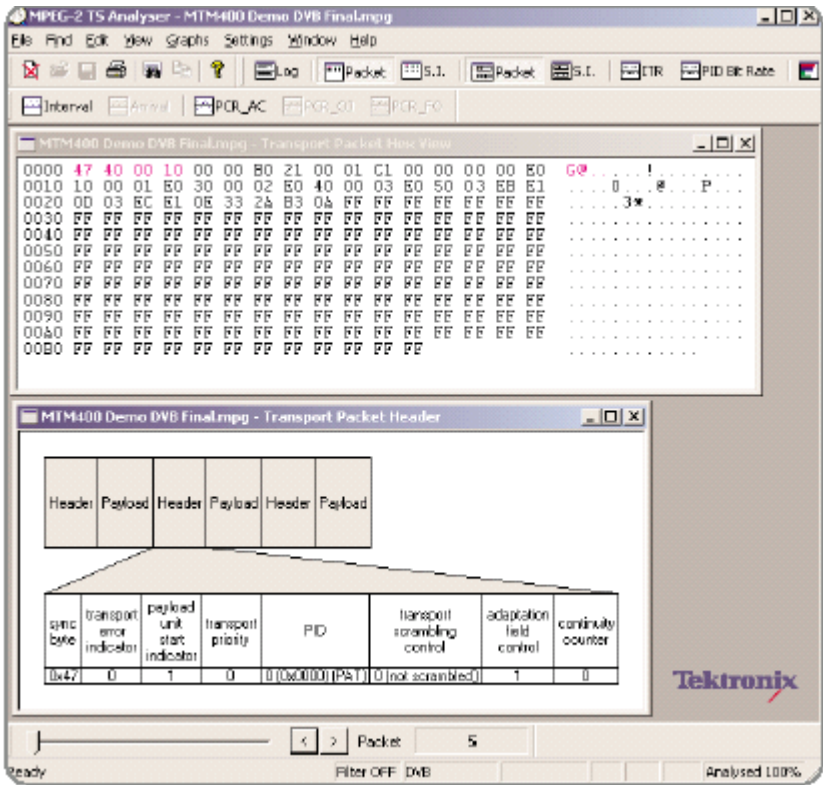 MPEG-2 TS Analyser - MTM400 Demo DVB Final.mpg
File Find Edit View Graphs Settings Window Help
Log Packet S.I. Packet S.I. ITR PID Bit Rate
Interval Arrival PCR_AC PCR_OJ PCR_FO
MTM400 Demo DVB Final.mpg - Transport Packet Hex View
0000 47 40 00 10 00 00 B0 21 00 01 C1 00 00 00 00 E0 G@.....!........
0010 10 00 01 E0 30 00 02 E0 40 00 03 E0 50 03 EB E1 ....0...@...P...
0020 0D 03 EC E1 0E 33 2A B3 0A FF FF FF FF FF FF FF .....3*.........
0030 FF FF FF FF FF FF FF FF FF FF FF FF FF FF FF FF ................
0040 FF FF FF FF FF FF FF FF FF FF FF FF FF FF FF FF ................
0050 FF FF FF FF FF FF FF FF FF FF FF FF FF FF FF FF ................
0060 FF FF FF FF FF FF FF FF FF FF FF FF FF FF FF FF ................
0070 FF FF FF FF FF FF FF FF FF FF FF FF FF FF FF FF ................
0080 FF FF FF FF FF FF FF FF FF FF FF FF FF FF FF FF ................
0090 FF FF FF FF FF FF FF FF FF FF FF FF FF FF FF FF ................
00A0 FF FF FF FF FF FF FF FF FF FF FF FF FF FF FF FF ................
00B0 FF FF FF FF FF FF FF FF FF FF FF FF ............
MTM400 Demo DVB Final.mpg - Transport Packet Header
Header Payload Header Payload Header Payload
sync byte transport error indicator payload unit start indicator transport priority PID transport scrambling control adaptation field control continuity counter
0x47 0 1 0 0 (0x0000) (PAT) 0 (not scrambled) 1 0
Tektronix
< > Packet 5
Ready Filter OFF DVB Analysed 100%